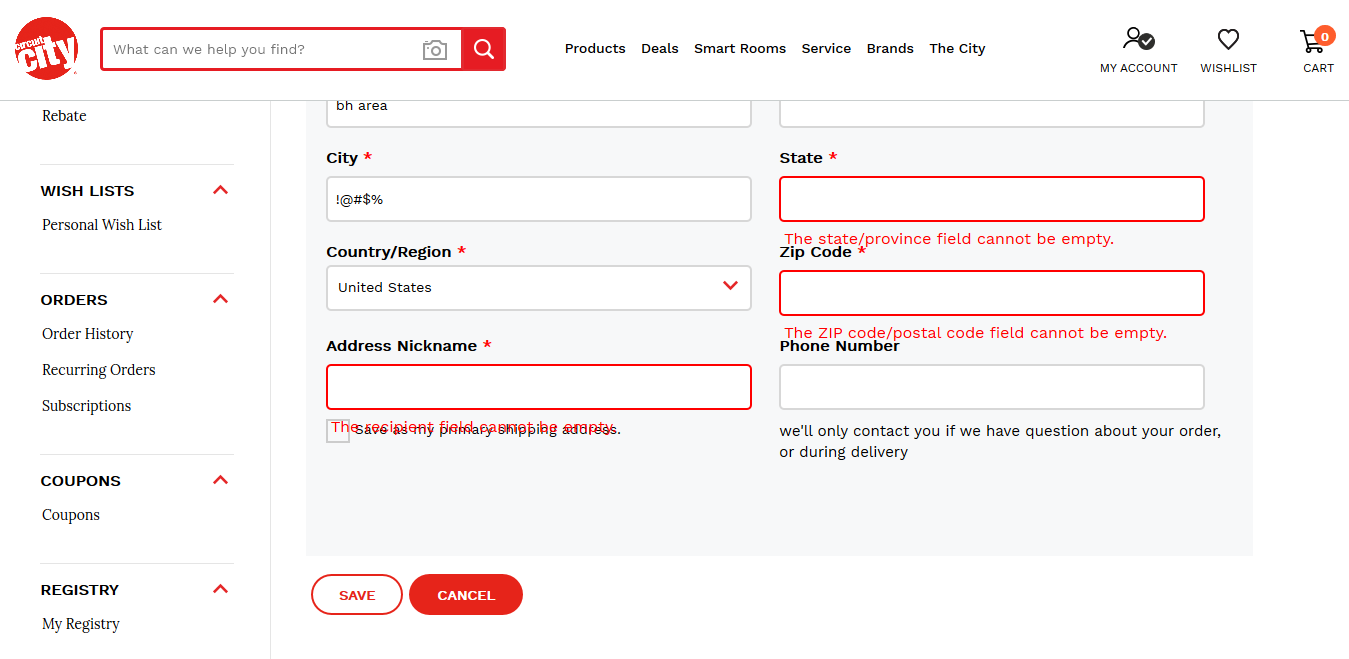 circuit city
What can we help you find?
Products Deals Smart Rooms Service Brands The City
MY ACCOUNT
WISHLIST
0
CART
Rebate
WISH LISTS
Personal Wish List
ORDERS
Order History
Recurring Orders
Subscriptions
COUPONS
Coupons
REGISTRY
My Registry
bh area
City *
!@#$%
State *
The state/province field cannot be empty.
Country/Region *
United States
Zip Code *
The ZIP code/postal code field cannot be empty.
Address Nickname *
The recipient field cannot be empty.
Save as my primary shipping address.
Phone Number
we'll only contact you if we have question about your order,
or during delivery
SAVE
CANCEL